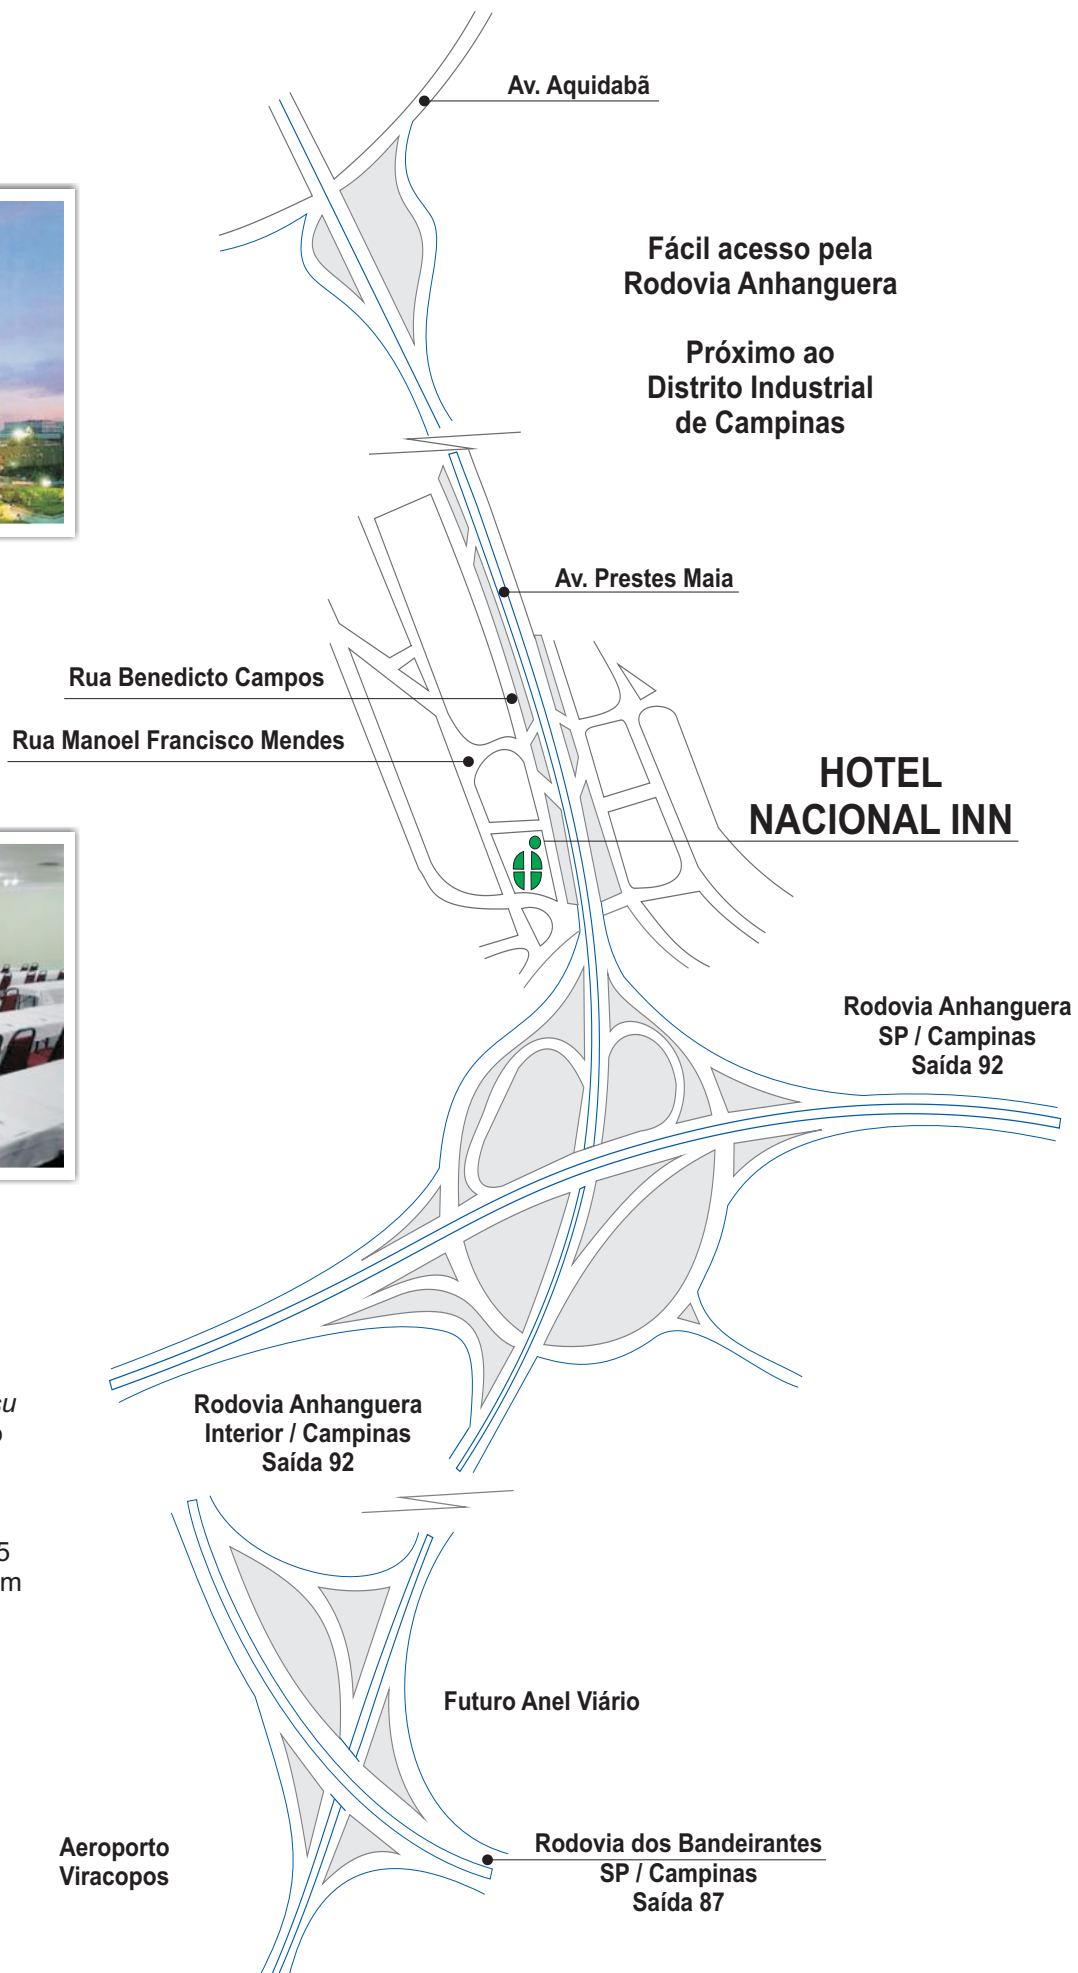 Av. Aquidabã
Fácil acesso pela
Rodovia Anhanguera
Próximo ao
Distrito Industrial
de Campinas
Av. Prestes Maia
Rua Benedicto Campos
Rua Manoel Francisco Mendes
HOTEL
NACIONAL INN
Rodovia Anhanguera
SP / Campinas
Saída 92
Rodovia Anhanguera
Interior / Campinas
Saída 92
su
o
5
m
Futuro Anel Viário
Aeroporto
Viracopos
Rodovia dos Bandeirantes
SP / Campinas
Saída 87